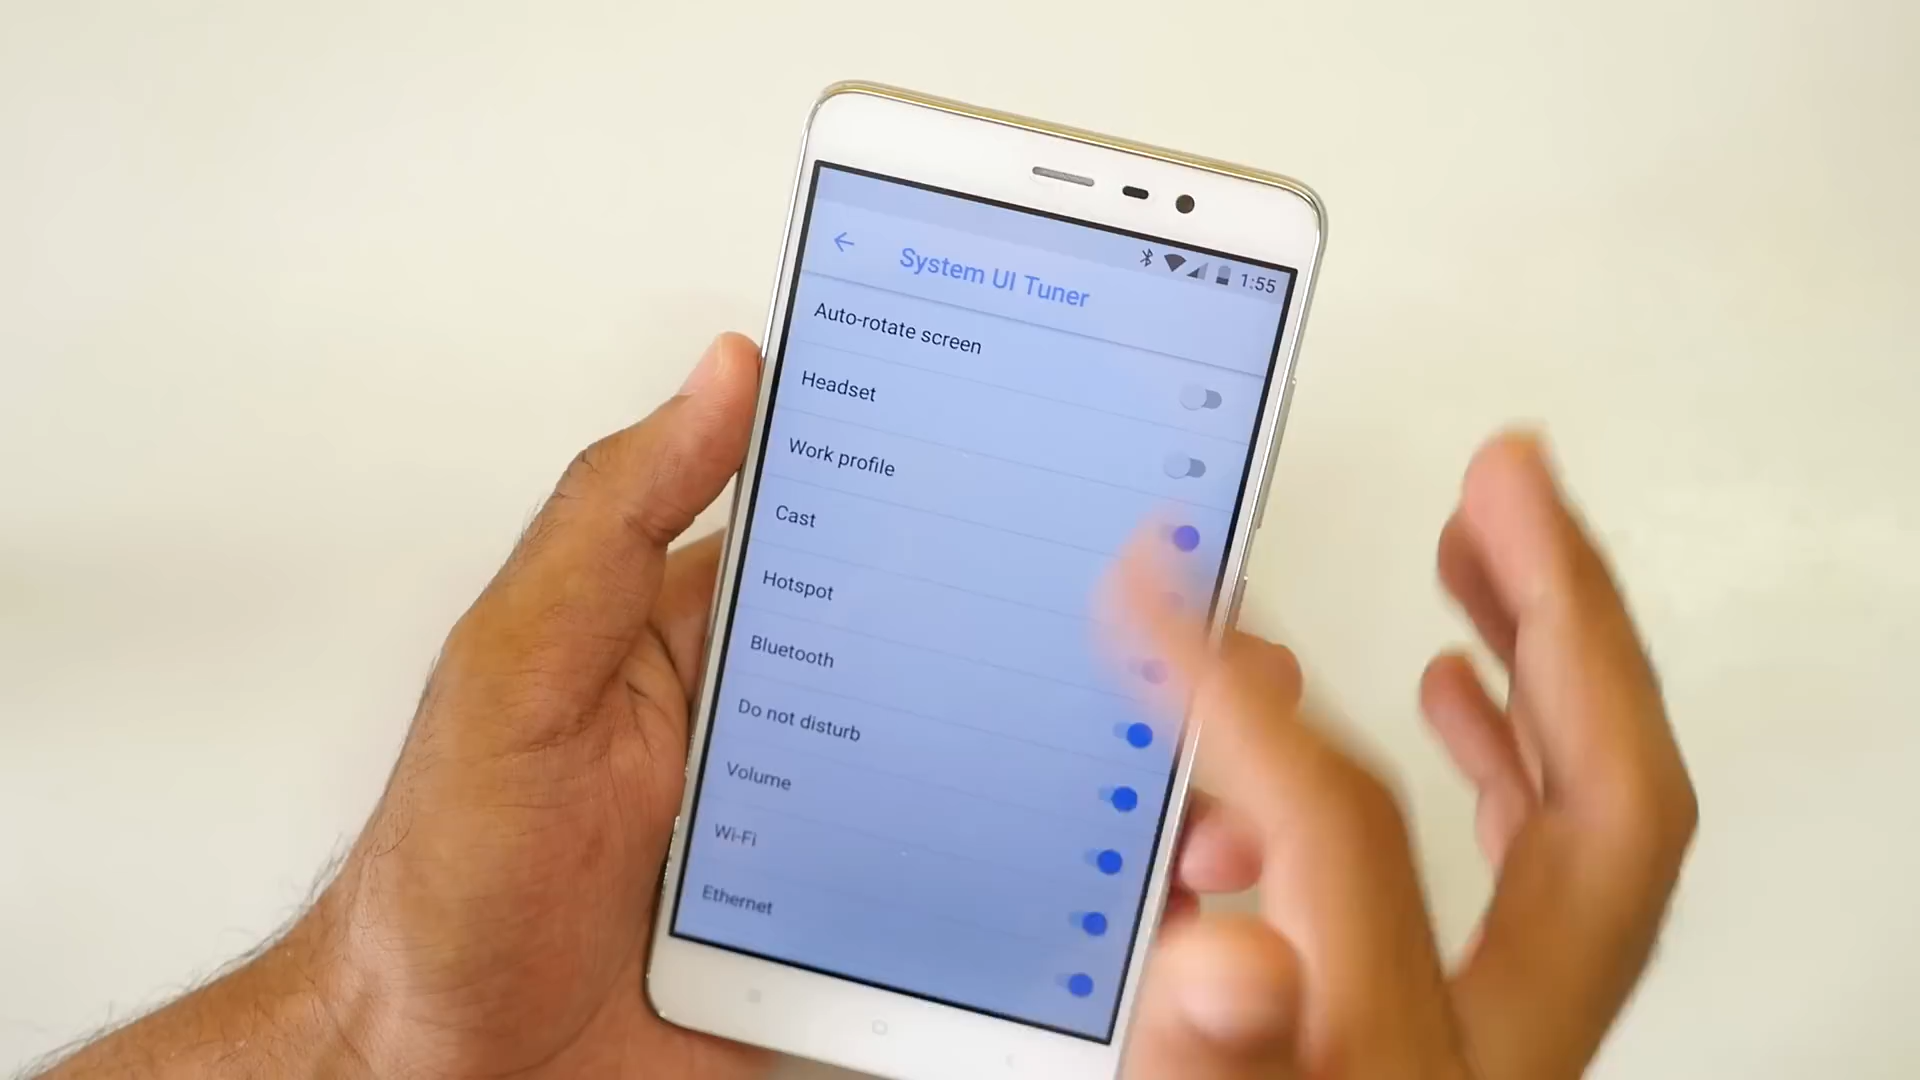 1:55
System UI Tuner
Auto-rotate screen
Headset
Work profile
Cast
Hotspot
Bluetooth
Do not disturb
Volume
Wi-Fi
Ethernet